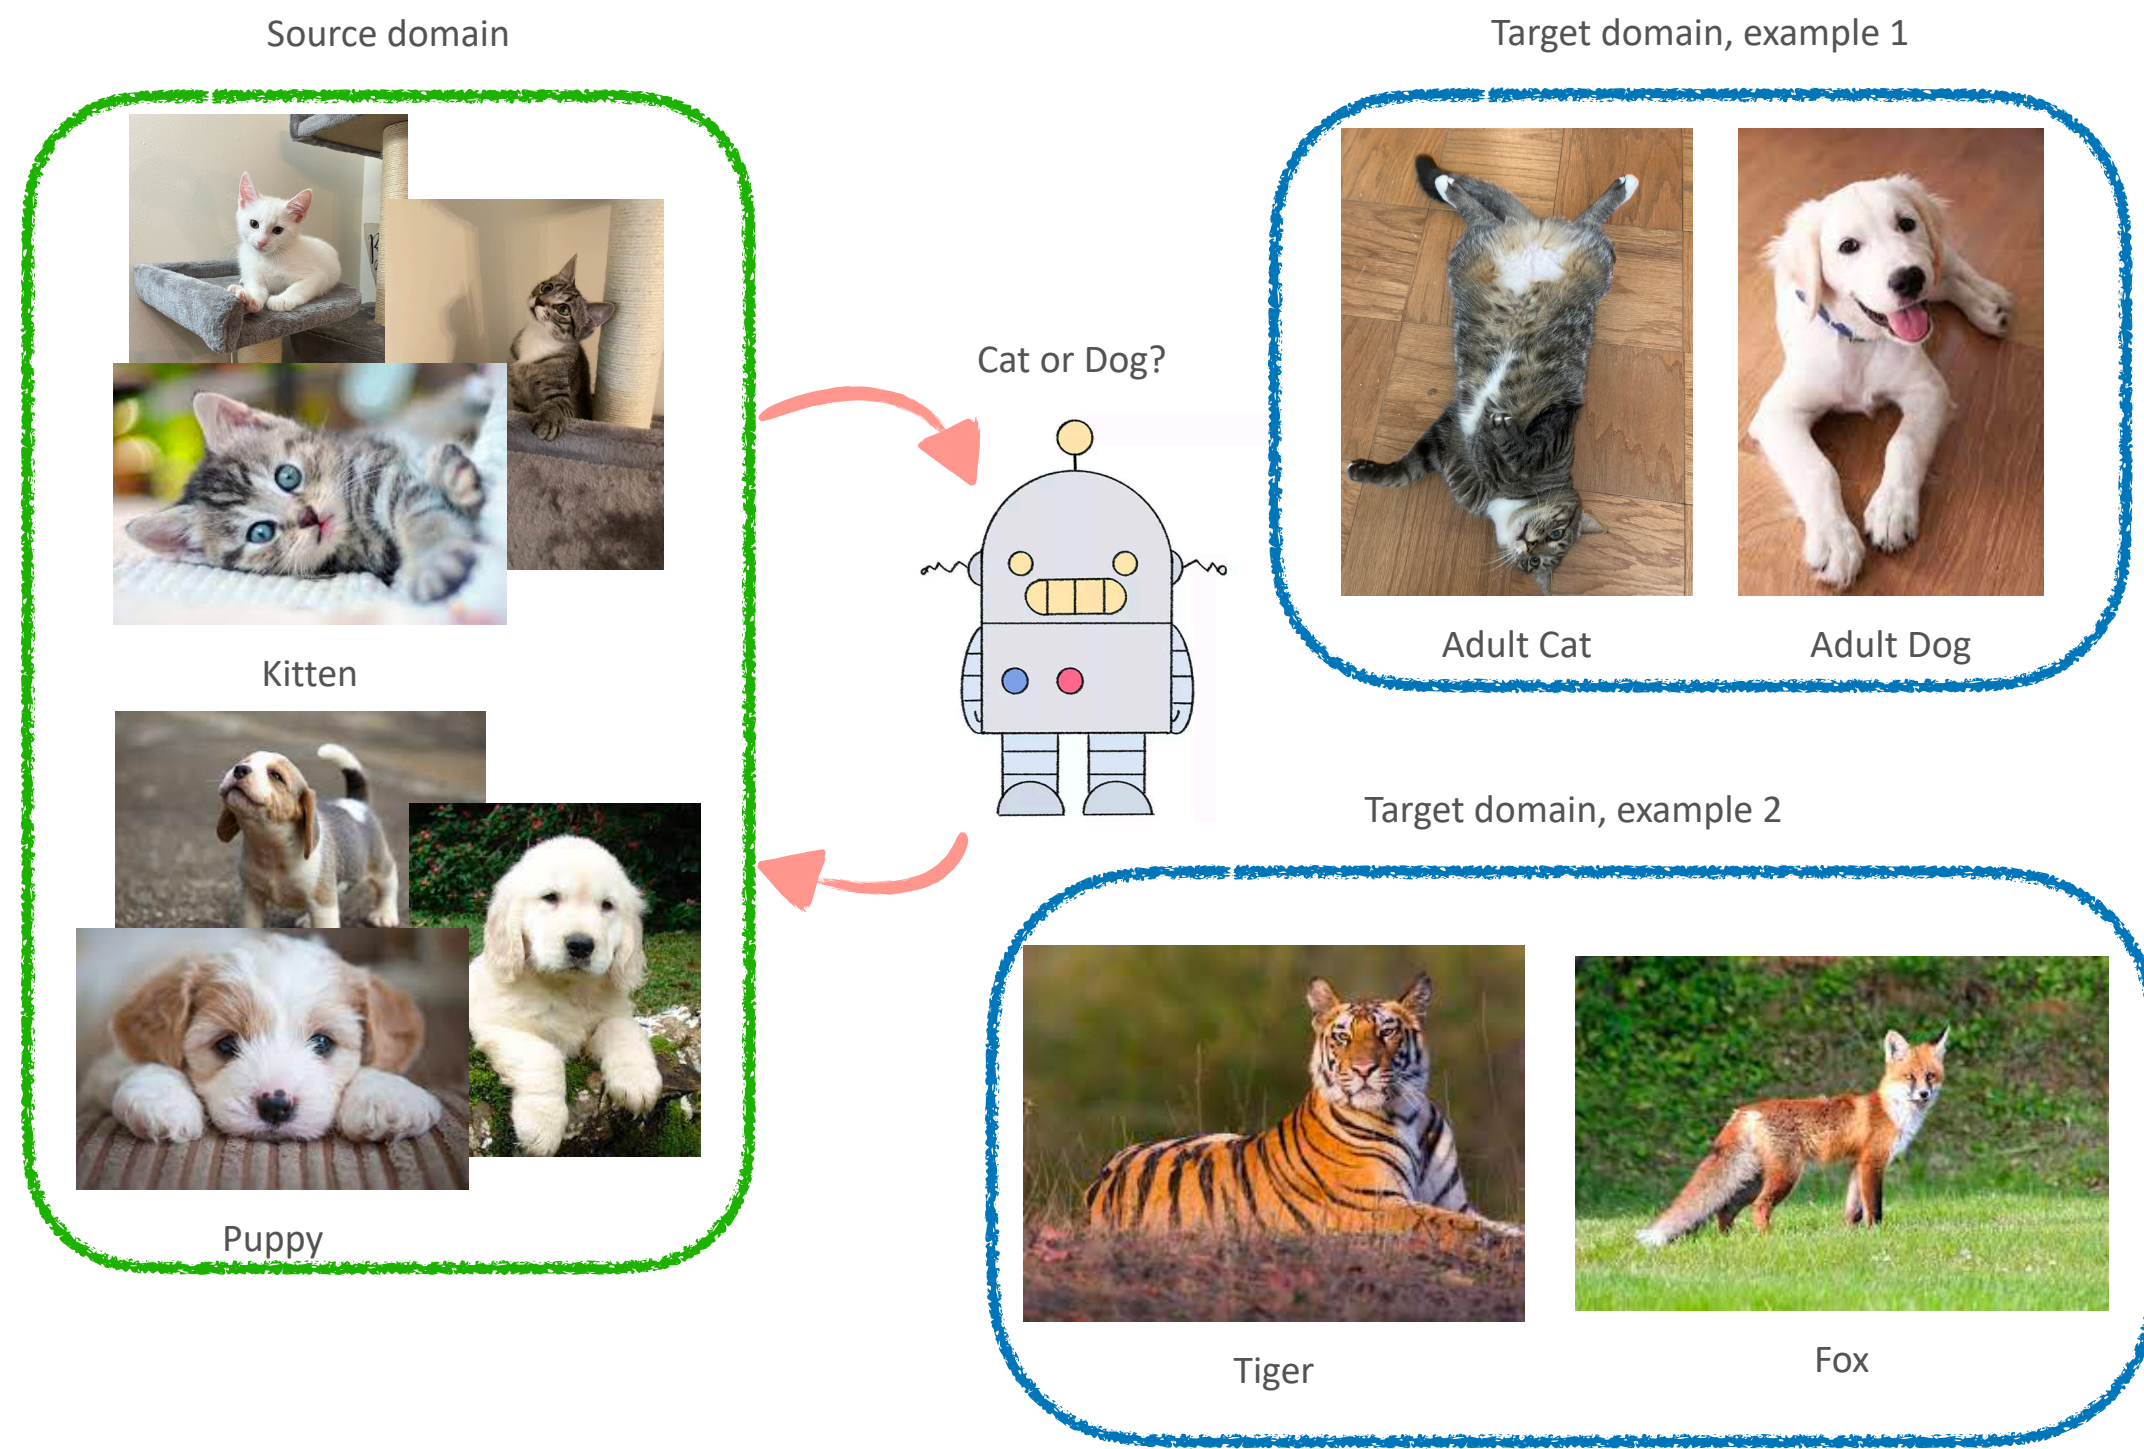 Source domain
Kitten
Puppy
Cat or Dog?
Target domain, example 1
Adult Cat
Adult Dog
Target domain, example 2
Tiger
Fox